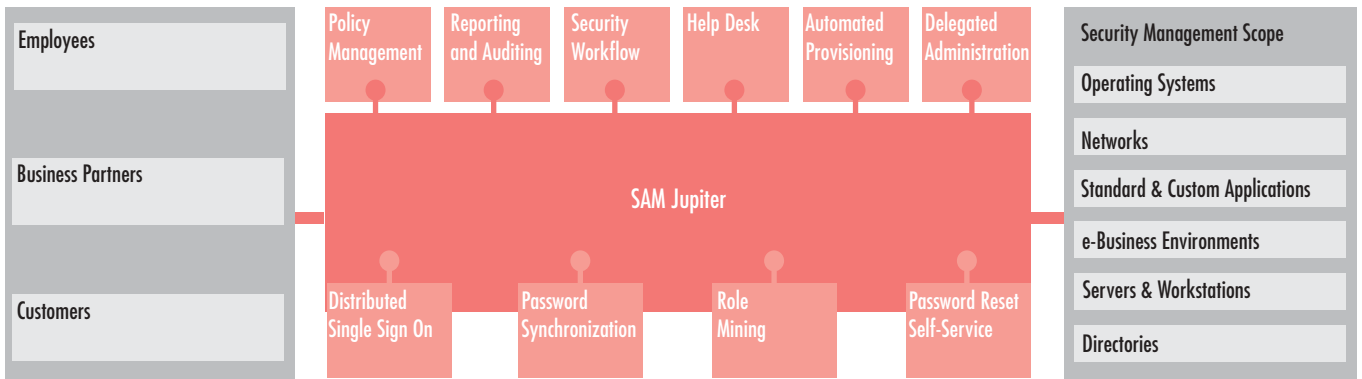 Employees
Business Partners
Customers
Policy
Management
Reporting
and Auditing
Security
Workflow
Help Desk
Automated
Provisioning
Delegated
Administration
SAM Jupiter
Distributed
Single Sign On
Password
Synchronization
Role
Mining
Password Reset
Self-Service
Security Management Scope
Operating Systems
Networks
Standard & Custom Applications
e-Business Environments
Servers & Workstations
Directories